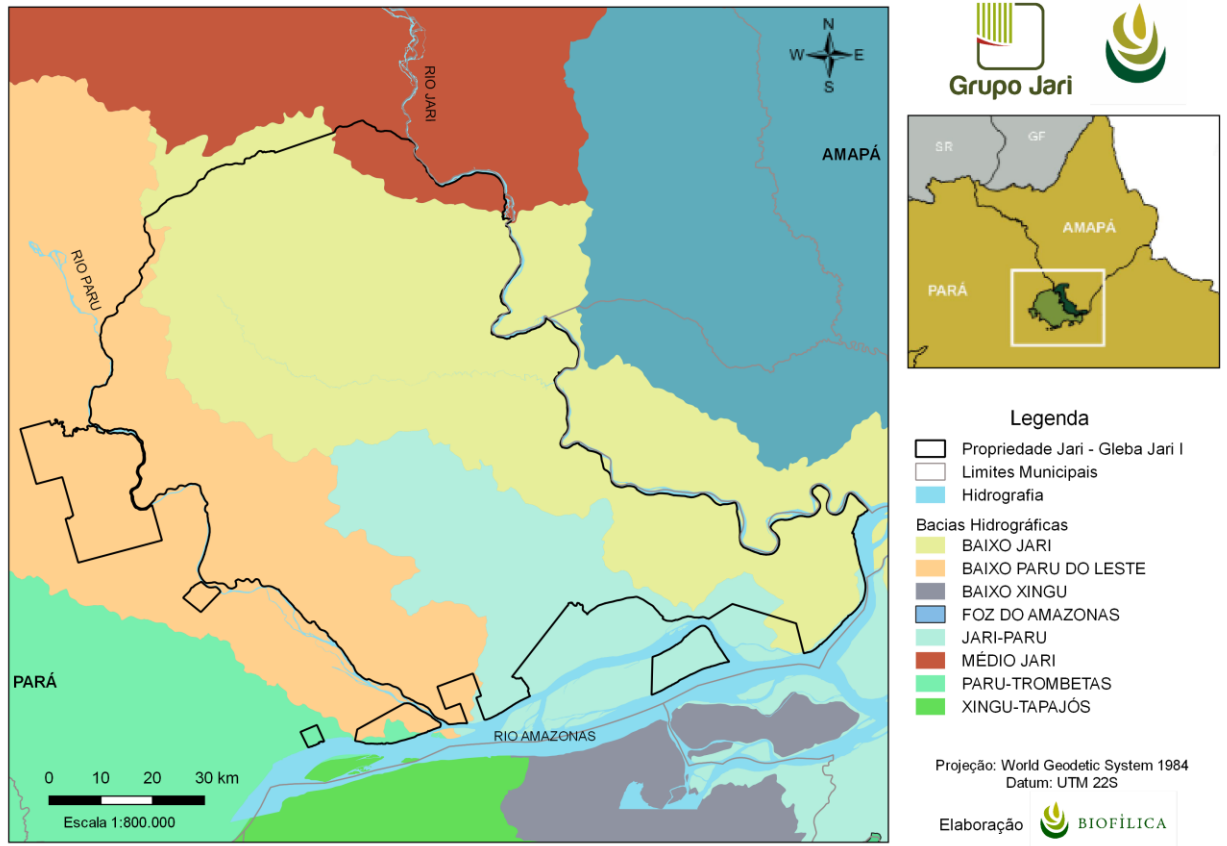 RIO JARI
N
W E
S
AMAPÁ
RIO PARU
PARÁ
RIO AMAZONAS
0 10 20 30 km
Escala 1:800.000
Grupo Jari
SR
GF
AMAPÁ
PARÁ
Legenda
Propriedade Jari - Gleba Jari I
Limites Municipais
Hidrografia
Bacias Hidrográficas
BAIXO JARI
BAIXO PARU DO LESTE
BAIXO XINGU
FOZ DO AMAZONAS
JARI-PARU
MÉDIO JARI
PARU-TROMBETAS
XINGU-TAPAJÓS
Projeção: World Geodetic System 1984
Datum: UTM 22S
Elaboração
BIOFÍLICA